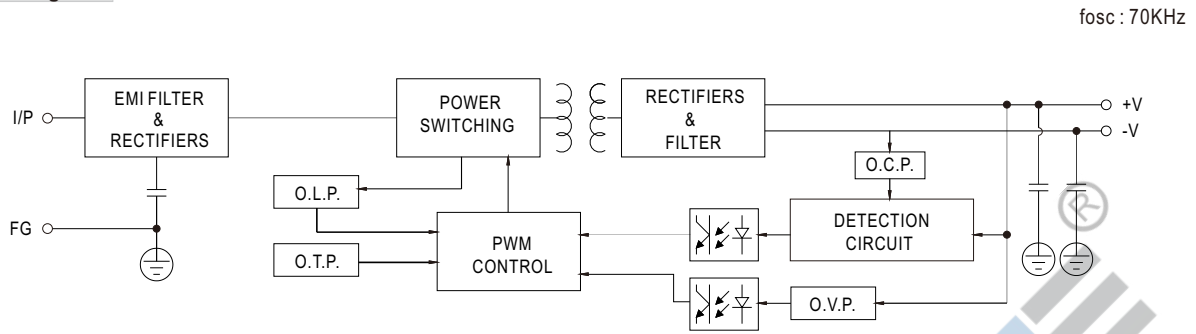 fosc : 70KHz
I/P
EMI FILTER
&
RECTIFIERS
POWER
SWITCHING
RECTIFIERS
&
FILTER
+V
-V
O.C.P.
O.L.P.
FG
O.T.P.
PWM
CONTROL
DETECTION
CIRCUIT
O.V.P.
®